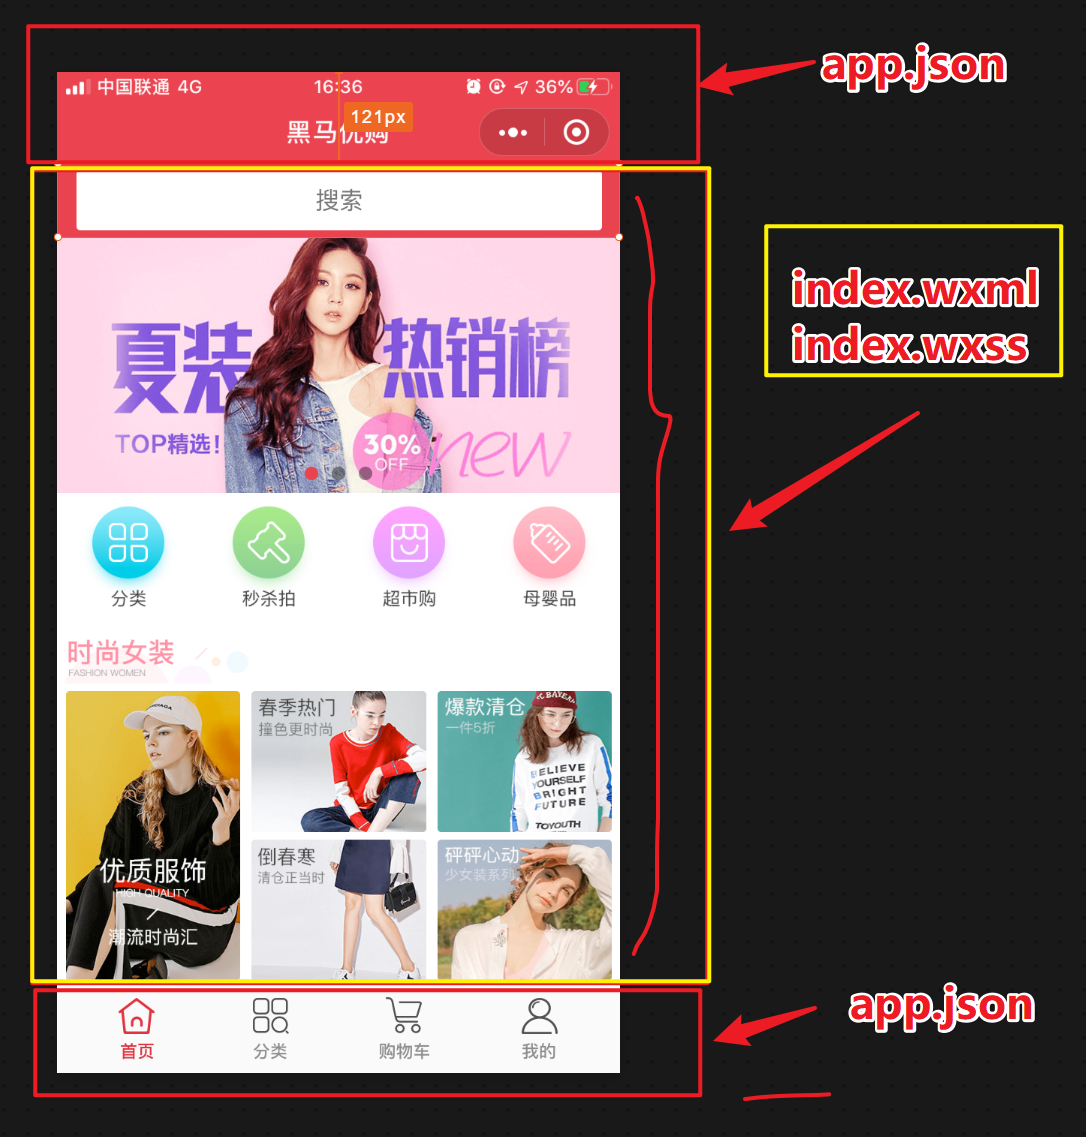 app.json
中国联通 4G
16:36
36%
121px
黑马优购
搜索
index.wxml
index.wxss
夏装
热销榜
TOP精选!
30%
OFF
new
分类
秒杀拍
超市购
母婴品
时尚女装
FASHION WOMEN
优质服饰
HIGH QUALITY
潮流时尚汇
春季热门
撞色更时尚
爆款清仓
一件5折
BELIEVE
YOURSELF
BRIGHT
FUTURE
TOYOUTH
倒春寒
清仓正当时
砰砰心动
少女装系列
首页
分类
购物车
我的
app.json